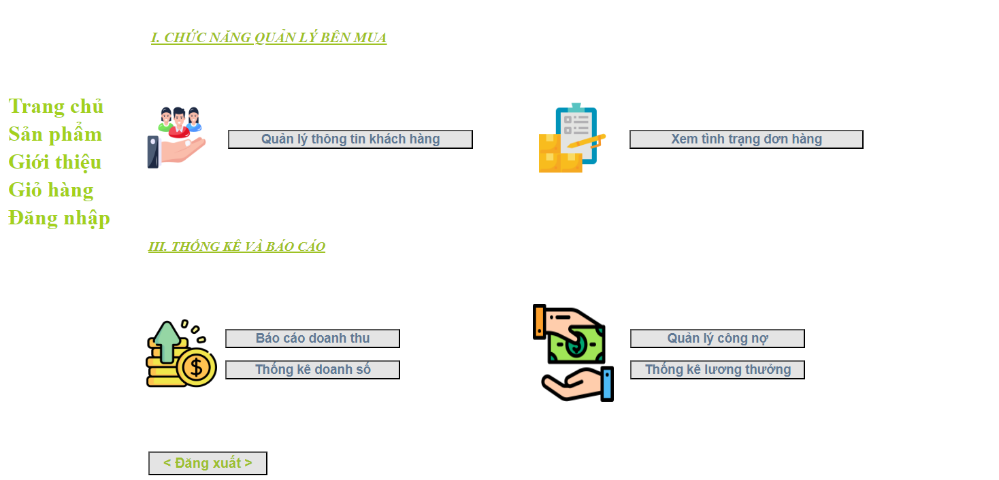 I. CHỨC NĂNG QUẢN LÝ BÊN MUA
Trang chủ
Sản phẩm
Giới thiệu
Giỏ hàng
Đăng nhập
Quản lý thông tin khách hàng
Xem tình trạng đơn hàng
III. THỐNG KÊ VÀ BÁO CÁO
Báo cáo doanh thu
Thống kê doanh số
Quản lý công nợ
Thống kê lương thưởng
< Đăng xuất >